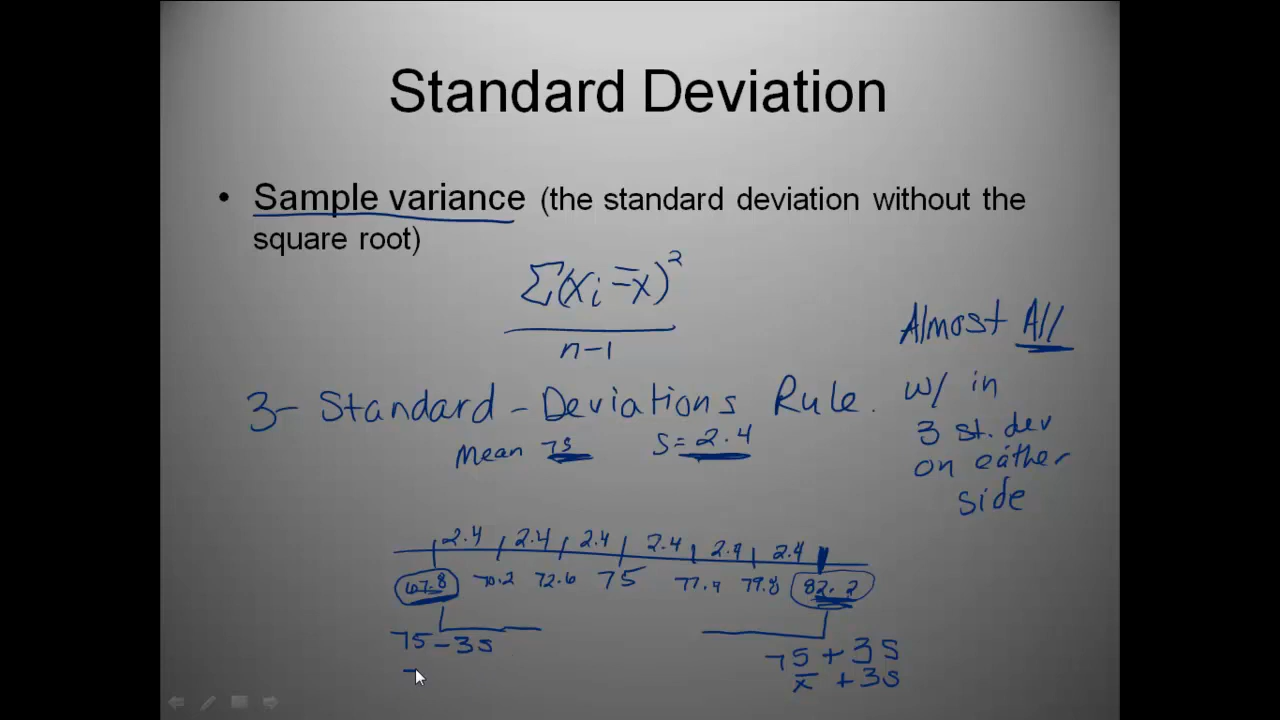 Standard Deviation
• Sample variance (the standard deviation without the
square root)
Σ(xi - x̄)²
n-1
3- Standard - Deviations Rule.
Mean 75 S = 2.4
Almost All
w/ in
3 st. dev
on either
side
2.4 2.4 2.4 2.4 2.4 2.4
67.8 70.2 72.6 75 77.4 79.8 82.2
75 - 3s
75 + 3s
x̄ + 3s